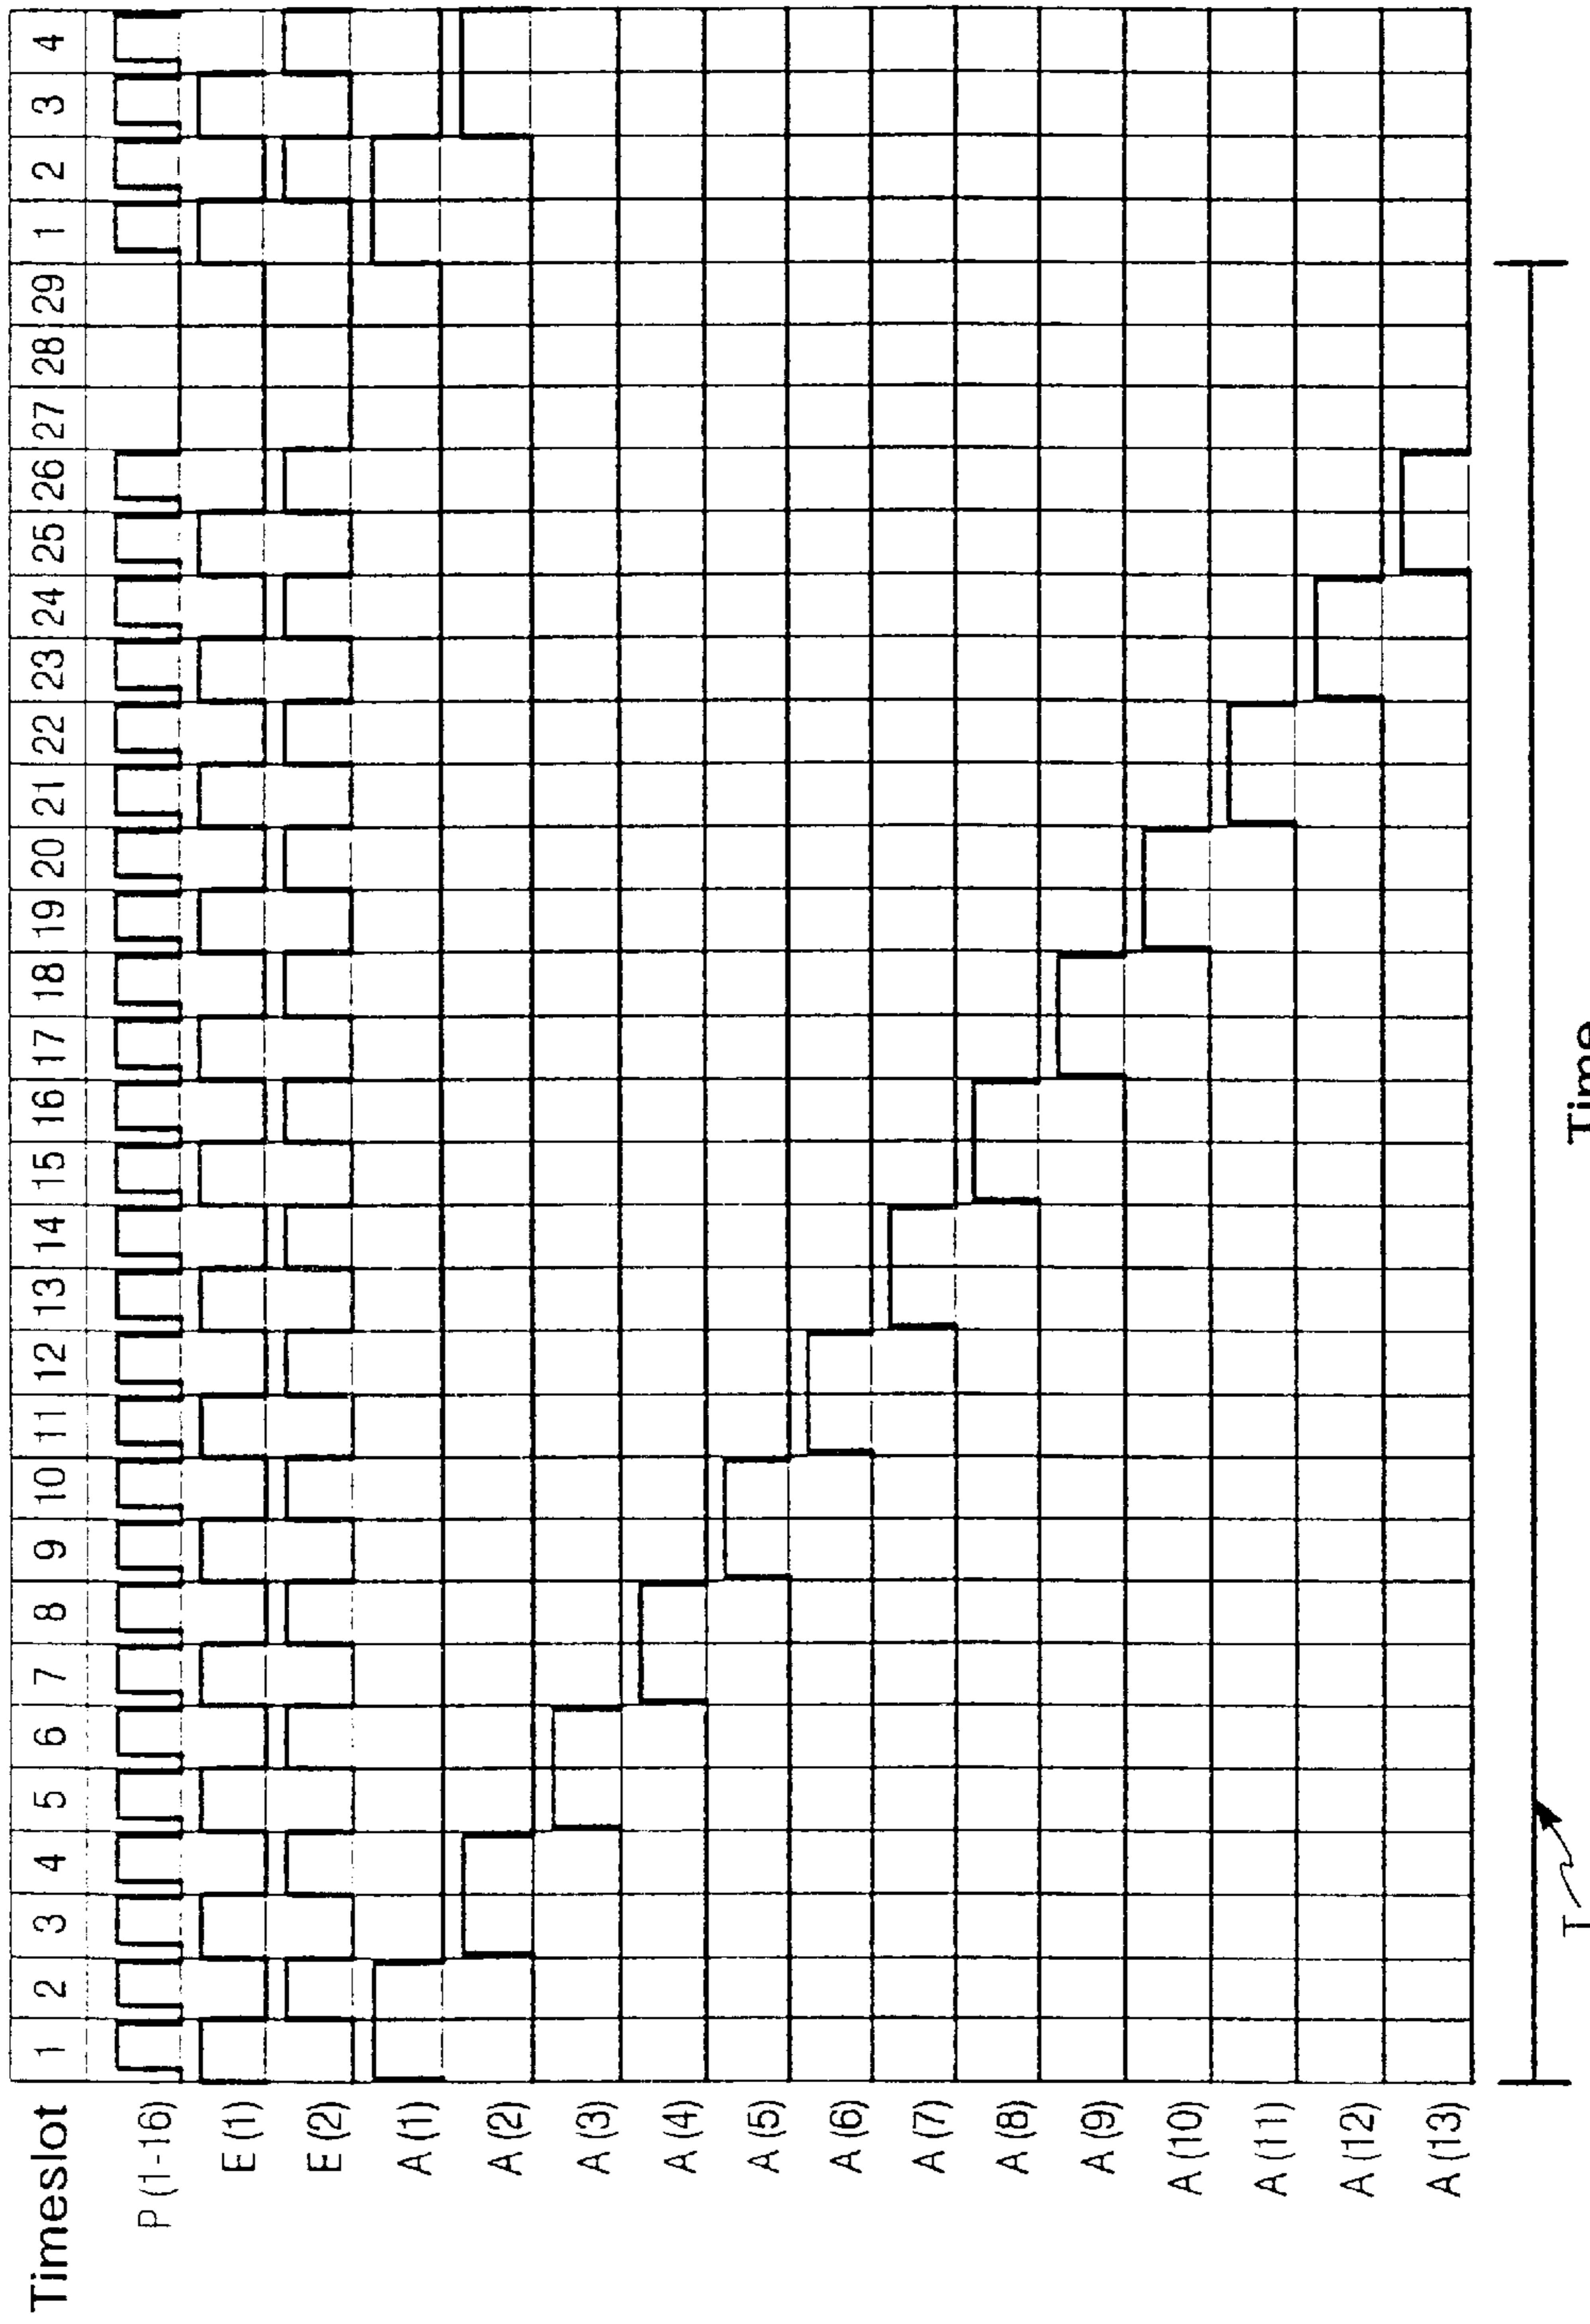 Timeslot 1 2 3 4 5 6 7 8 9 10 11 12 13 14 15 16 17 18 19 20 21 22 23 24 25 26 27 28 29 1 2 3 4
P (1-16)
E (1)
E (2)
A (1)
A (2)
A (3)
A (4)
A (5)
A (6)
A (7)
A (8)
A (9)
A (10)
A (11)
A (12)
A (13)
T
Time